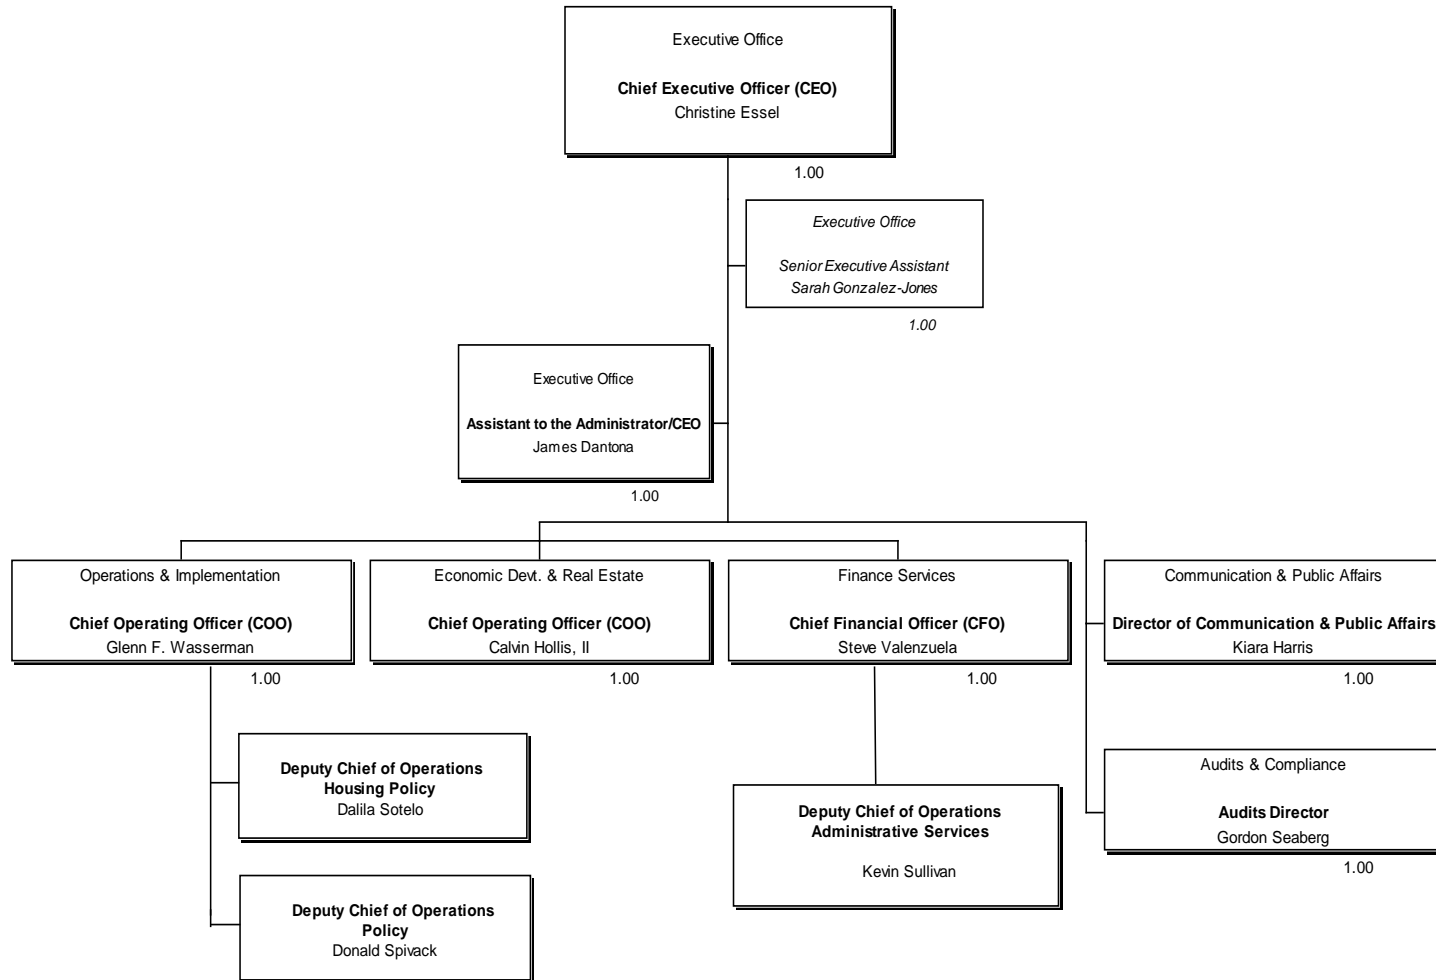 Executive Office
Chief Executive Officer (CEO)
Christine Essel
1.00
Executive Office
Senior Executive Assistant
Sarah Gonzalez-Jones
1.00
Executive Office
Assistant to the Administrator/CEO
James Dantona
1.00
Operations & Implementation
Chief Operating Officer (COO)
Glenn F. Wasserman
1.00
Economic Devt. & Real Estate
Chief Operating Officer (COO)
Calvin Hollis, II
1.00
Finance Services
Chief Financial Officer (CFO)
Steve Valenzuela
1.00
Communication & Public Affairs
Director of Communication & Public Affairs
Kiara Harris
1.00
Deputy Chief of Operations
Housing Policy
Dalila Sotelo
Deputy Chief of Operations
Administrative Services
Kevin Sullivan
Audits & Compliance
Audits Director
Gordon Seaberg
1.00
Deputy Chief of Operations
Policy
Donald Spivack